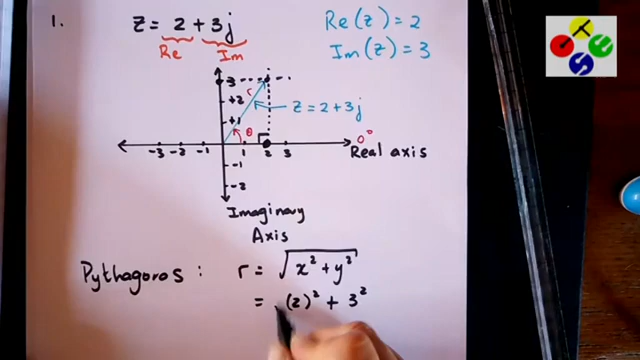 1. z = 2 + 3j
Re Im
Re(z) = 2
Im(z) = 3
3
+2
+1
r
θ
z = 2 + 3j
0°
-3 -2 -1 1 2 3
Real axis
-1
-2
Imaginary
Axis
Pythagoros : r = √x² + y²
= (2)² + 3²